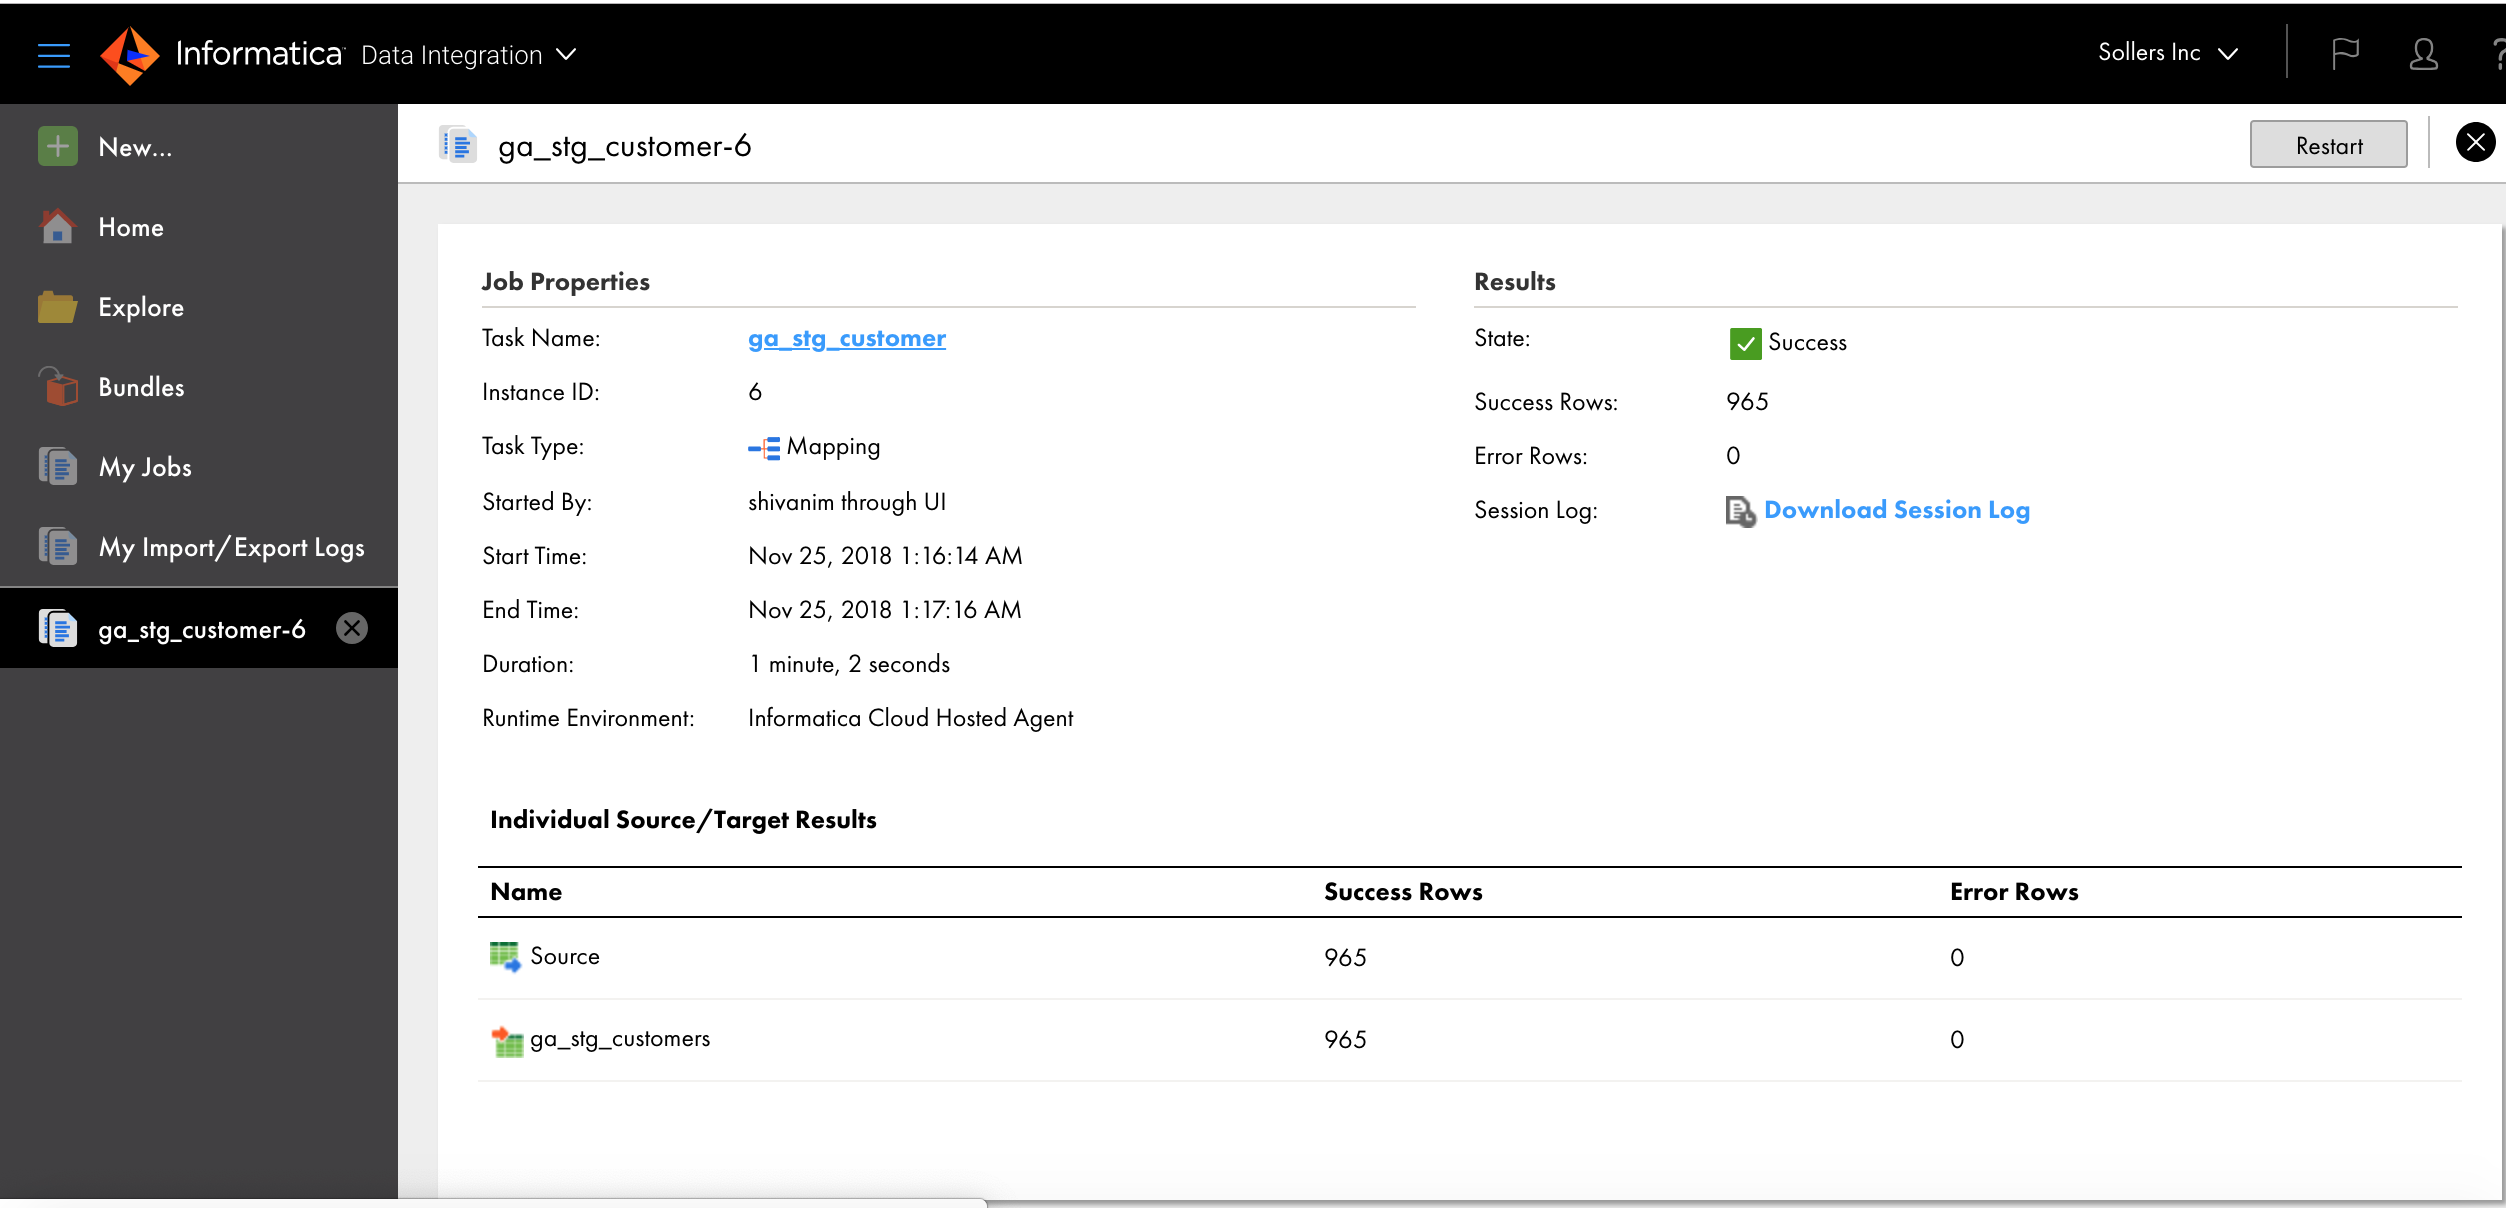 Informatica Data Integration
Sollers Inc
?
New...
Home
Explore
Bundles
My Jobs
My Import/Export Logs
ga_stg_customer-6
ga_stg_customer-6
Restart
Job Properties
Task Name: ga_stg_customer
Instance ID: 6
Task Type: Mapping
Started By: shivanim through UI
Start Time: Nov 25, 2018 1:16:14 AM
End Time: Nov 25, 2018 1:17:16 AM
Duration: 1 minute, 2 seconds
Runtime Environment: Informatica Cloud Hosted Agent
Results
State: Success
Success Rows: 965
Error Rows: 0
Session Log: Download Session Log
Individual Source/Target Results
Name Success Rows Error Rows
Source 965 0
ga_stg_customers 965 0